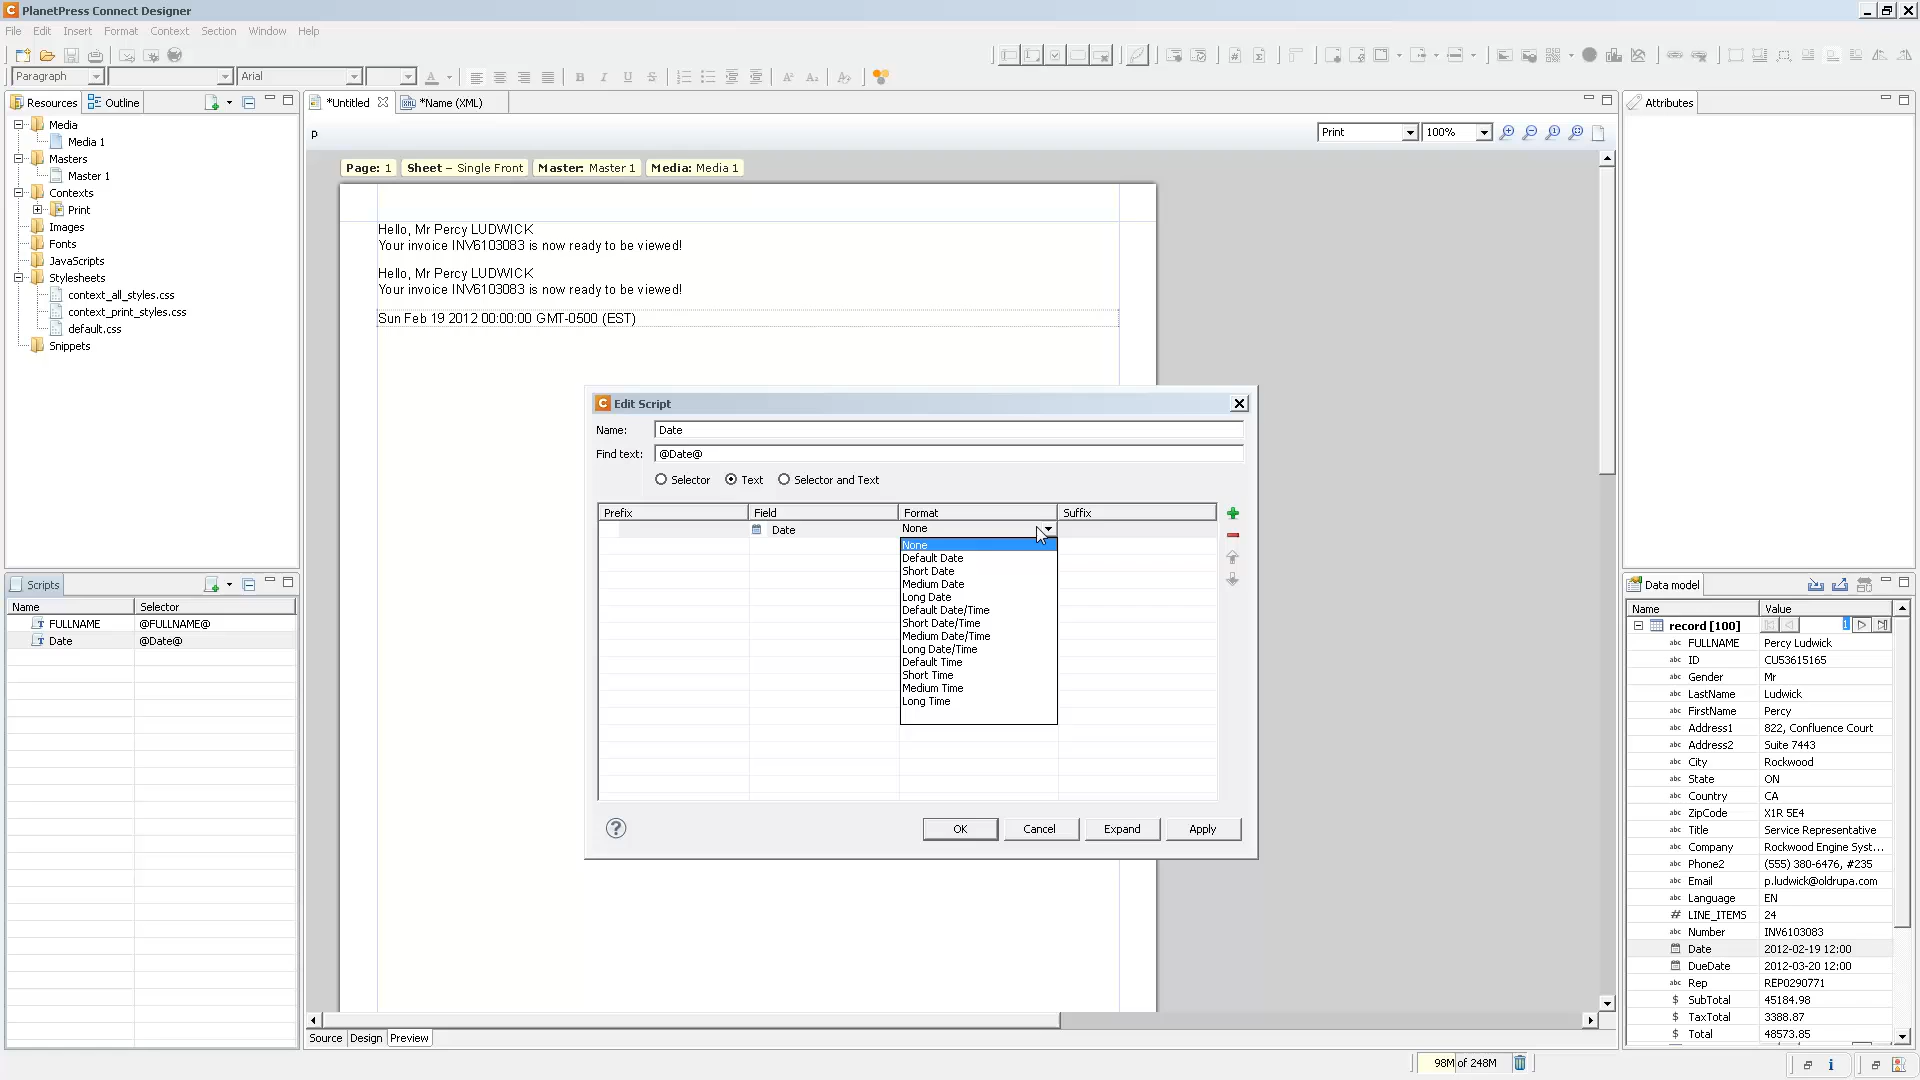 PlanetPress Connect Designer
File Edit Insert Format Context Section Window Help
Paragraph Arial
Resources Outline
Media
Media 1
Masters
Master 1
Contexts
Print
Images
Fonts
JavaScripts
Stylesheets
context_all_styles.css
context_print_styles.css
default.css
Snippets
Scripts
Name Selector
FULLNAME @FULLNAME@
Date @Date@
*Untitled *Name (XML)
p
Print 100%
Page: 1 Sheet – Single Front Master: Master 1 Media: Media 1
Hello, Mr Percy LUDWICK
Your invoice INV6103083 is now ready to be viewed!
Hello, Mr Percy LUDWICK
Your invoice INV6103083 is now ready to be viewed!
Sun Feb 19 2012 00:00:00 GMT-0500 (EST)
Edit Script
Name: Date
Find text: @Date@
Selector Text Selector and Text
Prefix Field Format Suffix
Date None
None
Default Date
Short Date
Medium Date
Long Date
Default Date/Time
Short Date/Time
Medium Date/Time
Long Date/Time
Default Time
Short Time
Medium Time
Long Time
OK Cancel Expand Apply
Source Design Preview
Attributes
Data model
Name Value
record [100] 1
FULLNAME Percy Ludwick
ID CU53615165
Gender Mr
LastName Ludwick
FirstName Percy
Address1 822, Confluence Court
Address2 Suite 7443
City Rockwood
State ON
Country CA
ZipCode X1R 5E4
Title Service Representative
Company Rockwood Engine Syst...
Phone2 (555) 380-6476, #235
Email p.ludwick@oldrupa.com
Language EN
LINE_ITEMS 24
Number INV6103083
Date 2012-02-19 12:00
DueDate 2012-03-20 12:00
Rep REP0290771
SubTotal 45184.98
TaxTotal 3388.87
Total 48573.85
98M of 248M